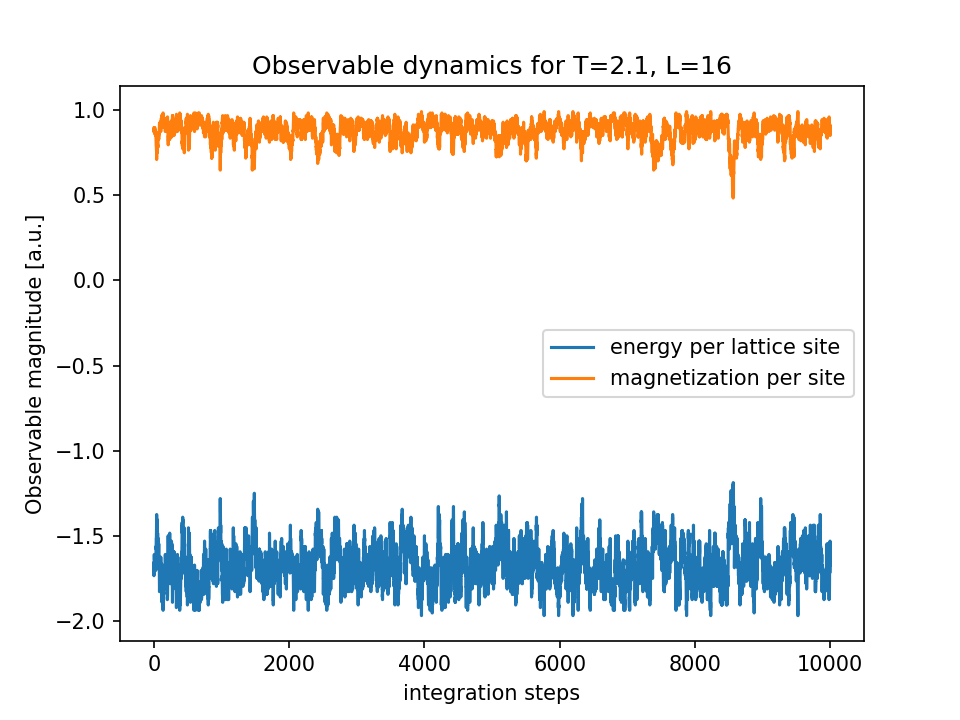 Observable dynamics for T=2.1, L=16
Observable magnitude [a.u.]
1.0
0.5
0.0
−0.5
−1.0
−1.5
−2.0
energy per lattice site
magnetization per site
0 2000 4000 6000 8000 10000
integration steps